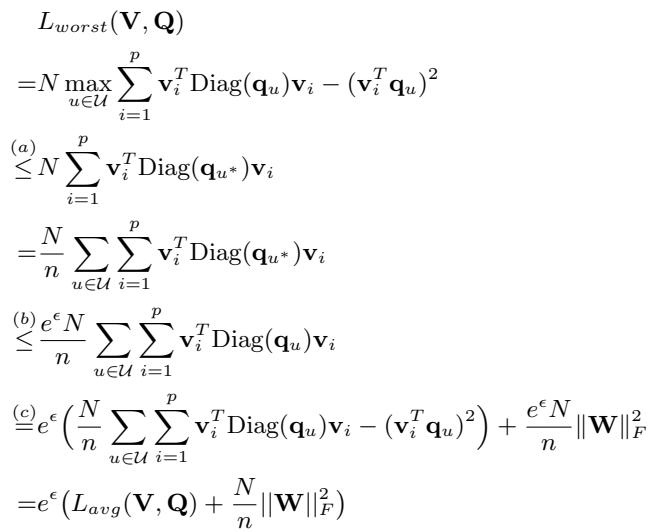 L_{worst}(\mathbf{V}, \mathbf{Q})
= N \max_{u \in \mathcal{U}} \sum_{i=1}^{p} \mathbf{v}_i^T \text{Diag}(\mathbf{q}_u) \mathbf{v}_i - (\mathbf{v}_i^T \mathbf{q}_u)^2
\stackrel{(a)}{\leq} N \sum_{i=1}^{p} \mathbf{v}_i^T \text{Diag}(\mathbf{q}_{u^*}) \mathbf{v}_i
= \frac{N}{n} \sum_{u \in \mathcal{U}} \sum_{i=1}^{p} \mathbf{v}_i^T \text{Diag}(\mathbf{q}_{u^*}) \mathbf{v}_i
\stackrel{(b)}{\leq} \frac{e^{\epsilon} N}{n} \sum_{u \in \mathcal{U}} \sum_{i=1}^{p} \mathbf{v}_i^T \text{Diag}(\mathbf{q}_u) \mathbf{v}_i
\stackrel{(c)}{=} e^{\epsilon} \Big( \frac{N}{n} \sum_{u \in \mathcal{U}} \sum_{i=1}^{p} \mathbf{v}_i^T \text{Diag}(\mathbf{q}_u) \mathbf{v}_i - (\mathbf{v}_i^T \mathbf{q}_u)^2 \Big) + \frac{e^{\epsilon} N}{n} \|\mathbf{W}\|_F^2
= e^{\epsilon} \big( L_{avg}(\mathbf{V}, \mathbf{Q}) + \frac{N}{n} ||\mathbf{W}||_F^2 \big)